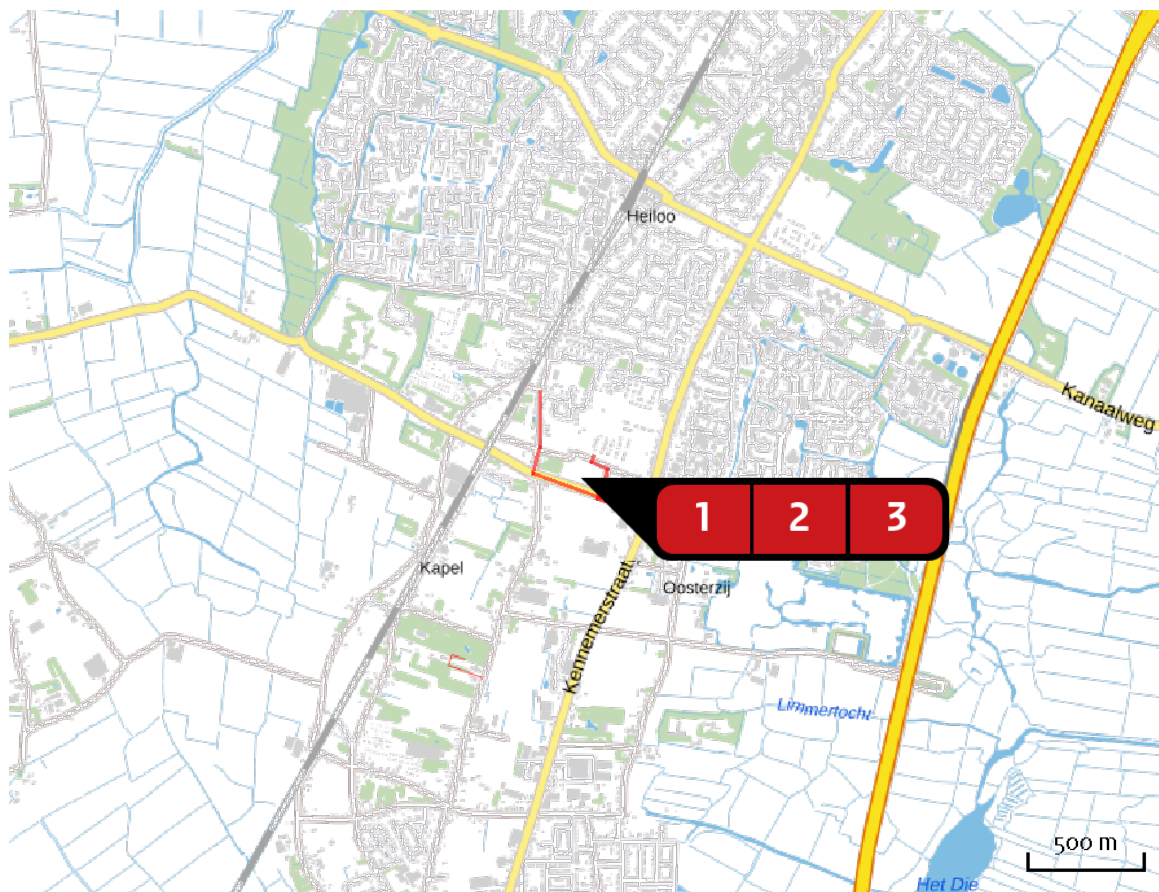 Heiloo
Kanaalweg
1 2 3
Kapel
Oosterzij
Kennemerstraat
Limmertocht
500 m
Het Die